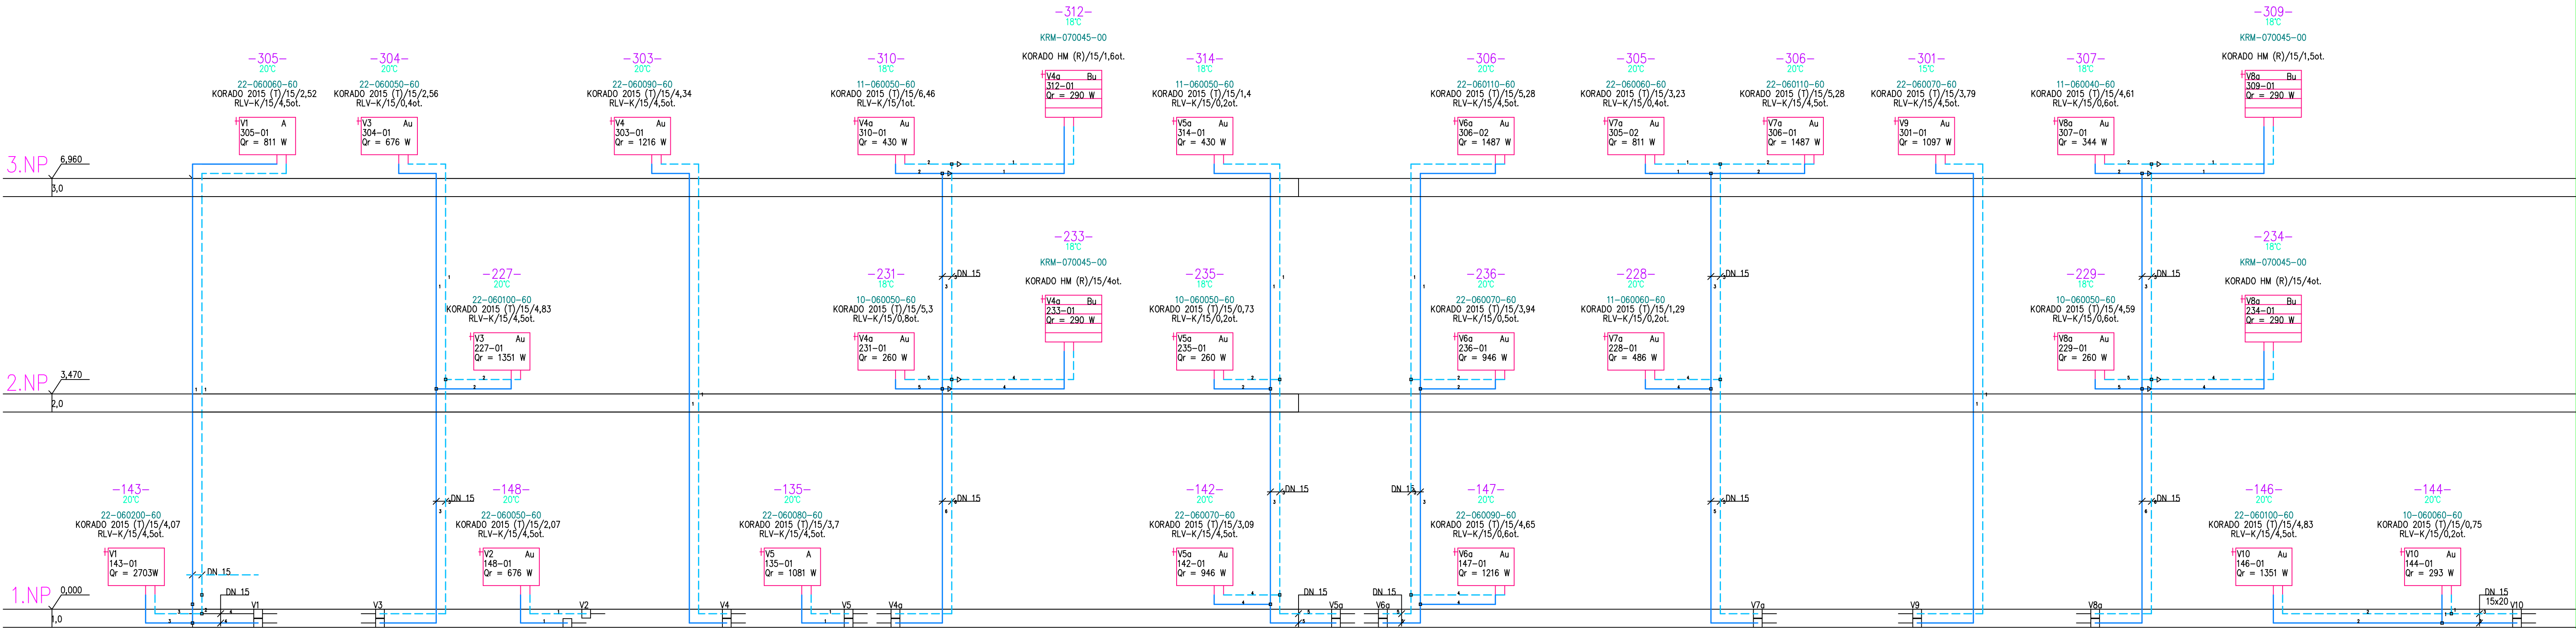 -305-
20°C
22-060060-60
KORADO 2015 (T)/15/2,52
RLV-K/15/4,5ot.
V1 A
305-01
Qr = 811 W
-304-
20°C
22-060050-60
KORADO 2015 (T)/15/2,56
RLV-K/15/0,4ot.
V3 Au
304-01
Qr = 676 W
-303-
20°C
22-060090-60
KORADO 2015 (T)/15/4,34
RLV-K/15/4,5ot.
V4 Au
303-01
Qr = 1216 W
-310-
18°C
11-060050-60
KORADO 2015 (T)/15/6,46
RLV-K/15/1ot.
V4a Au
310-01
Qr = 430 W
-312-
18°C
KRM-070045-00
KORADO HM (R)/15/1,6ot.
V4a Bu
312-01
Qr = 290 W
-314-
18°C
11-060050-60
KORADO 2015 (T)/15/1,4
RLV-K/15/0,2ot.
V5a Au
314-01
Qr = 430 W
-306-
20°C
22-060110-60
KORADO 2015 (T)/15/5,28
RLV-K/15/4,5ot.
V6a Au
306-02
Qr = 1487 W
-305-
20°C
22-060060-60
KORADO 2015 (T)/15/3,23
RLV-K/15/0,4ot.
V7a Au
305-02
Qr = 811 W
-306-
20°C
22-060110-60
KORADO 2015 (T)/15/5,28
RLV-K/15/4,5ot.
V7a Au
306-01
Qr = 1487 W
-301-
15°C
22-060070-60
KORADO 2015 (T)/15/3,79
RLV-K/15/4,5ot.
V9 Au
301-01
Qr = 1097 W
-307-
18°C
11-060040-60
KORADO 2015 (T)/15/4,61
RLV-K/15/0,6ot.
V8a Au
307-01
Qr = 344 W
-309-
18°C
KRM-070045-00
KORADO HM (R)/15/1,5ot.
V8a Bu
309-01
Qr = 290 W
3.NP
6,960
3,0
-227-
20°C
22-060100-60
KORADO 2015 (T)/15/4,83
RLV-K/15/4,5ot.
V3 Au
227-01
Qr = 1351 W
-231-
18°C
10-060050-60
KORADO 2015 (T)/15/5,3
RLV-K/15/0,8ot.
V4a Au
231-01
Qr = 260 W
DN 15
-233-
18°C
KRM-070045-00
KORADO HM (R)/15/4ot.
V4a Bu
233-01
Qr = 290 W
-235-
18°C
10-060050-60
KORADO 2015 (T)/15/0,73
RLV-K/15/0,2ot.
V5a Au
235-01
Qr = 260 W
-236-
20°C
22-060070-60
KORADO 2015 (T)/15/3,94
RLV-K/15/0,5ot.
V6a Au
236-01
Qr = 946 W
-228-
20°C
11-060060-60
KORADO 2015 (T)/15/1,29
RLV-K/15/0,2ot.
V7a Au
228-01
Qr = 486 W
DN 15
-229-
18°C
10-060050-60
KORADO 2015 (T)/15/4,59
RLV-K/15/0,6ot.
V8a Au
229-01
Qr = 260 W
DN 15
-234-
18°C
KRM-070045-00
KORADO HM (R)/15/4ot.
V8a Bu
234-01
Qr = 290 W
2.NP
3,470
2,0
-143-
20°C
22-060200-60
KORADO 2015 (T)/15/4,07
RLV-K/15/4,5ot.
V1
143-01
Qr = 2703W
DN 15
DN 15
DN 15
-148-
20°C
22-060050-60
KORADO 2015 (T)/15/2,07
RLV-K/15/4,5ot.
V2 Au
148-01
Qr = 676 W
-135-
20°C
22-060080-60
KORADO 2015 (T)/15/3,7
RLV-K/15/4,5ot.
V5 A
135-01
Qr = 1081 W
DN 15
-142-
20°C
22-060070-60
KORADO 2015 (T)/15/3,09
RLV-K/15/4,5ot.
V5a Au
142-01
Qr = 946 W
DN 15
DN 15
DN 15
DN 15
-147-
20°C
22-060090-60
KORADO 2015 (T)/15/4,65
RLV-K/15/0,6ot.
V6a Au
147-01
Qr = 1216 W
DN 15
DN 15
-146-
20°C
22-060100-60
KORADO 2015 (T)/15/4,83
RLV-K/15/4,5ot.
V10 Au
146-01
Qr = 1351 W
-144-
20°C
10-060060-60
KORADO 2015 (T)/15/0,75
RLV-K/15/0,2ot.
V10 Au
144-01
Qr = 293 W
DN 15
15x20
1.NP
0,000
1,0
V1
V3
V2
V4
V5
V4a
V5a
V6a
V7a
V9
V8a
V10